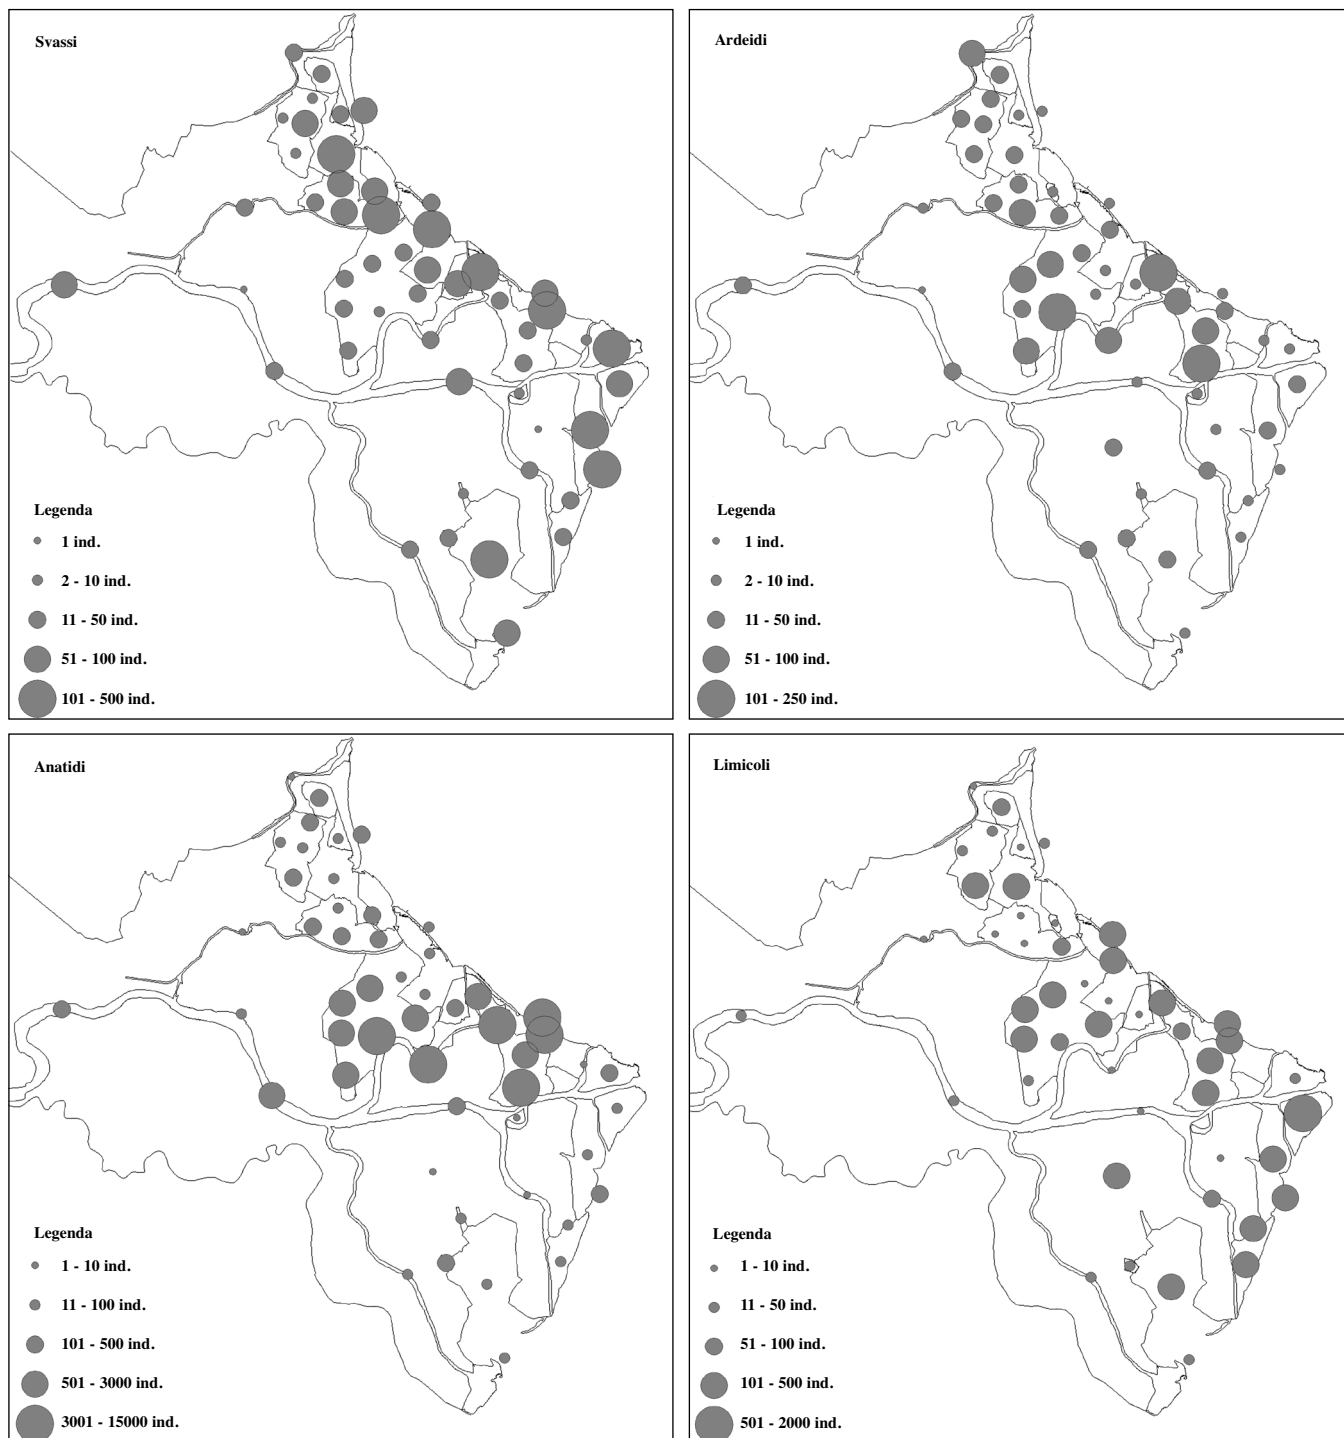 Svassi
Legenda
1 ind.
2 - 10 ind.
11 - 50 ind.
51 - 100 ind.
101 - 500 ind.
Ardeidi
Legenda
1 ind.
2 - 10 ind.
11 - 50 ind.
51 - 100 ind.
101 - 250 ind.
Anatidi
Legenda
1 - 10 ind.
11 - 100 ind.
101 - 500 ind.
501 - 3000 ind.
3001 - 15000 ind.
Limicoli
Legenda
1 - 10 ind.
11 - 50 ind.
51 - 100 ind.
101 - 500 ind.
501 - 2000 ind.